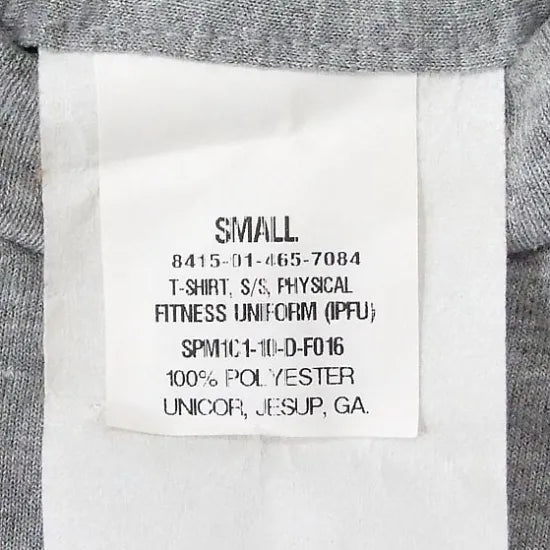 SMALL
8415-01-465-7084
T-SHIRT, S/S, PHYSICAL
FITNESS UNIFORM (IPFU)
SPM1C1-10-D-F016
100% POLYESTER
UNICOR, JESUP, GA.